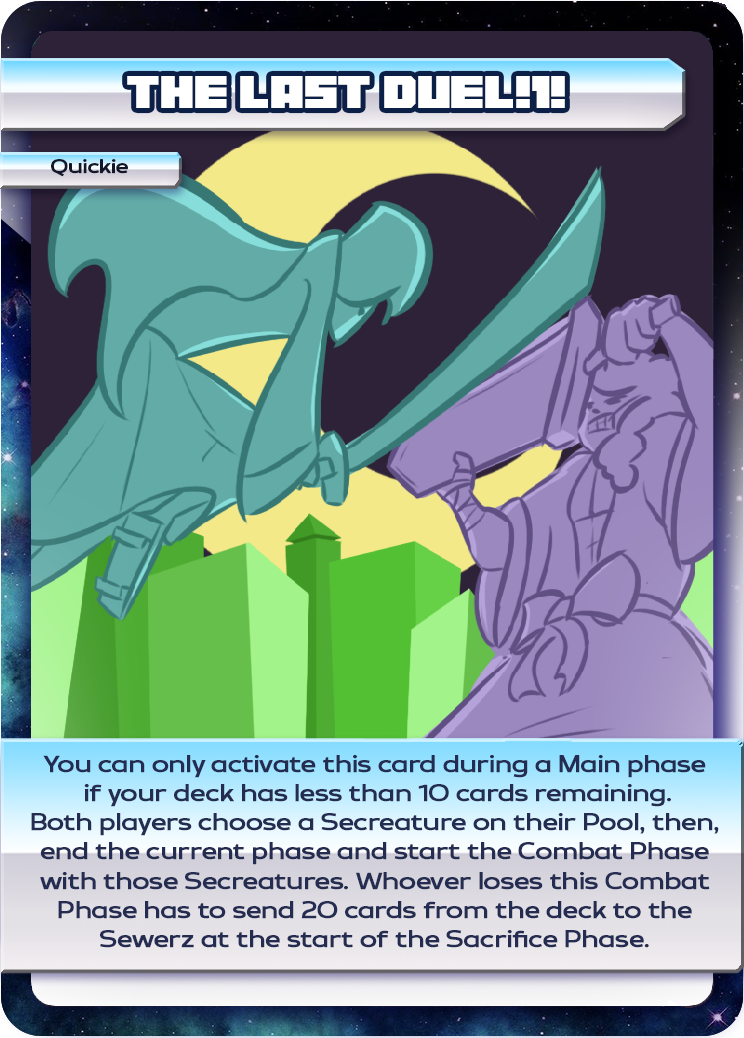 THE LAST DUEL!1!
Quickie
You can only activate this card during a Main phase
if your deck has less than 10 cards remaining.
Both players choose a Secreature on their Pool, then,
end the current phase and start the Combat Phase
with those Secreatures. Whoever loses this Combat
Phase has to send 20 cards from the deck to the
Sewerz at the start of the Sacrifice Phase.